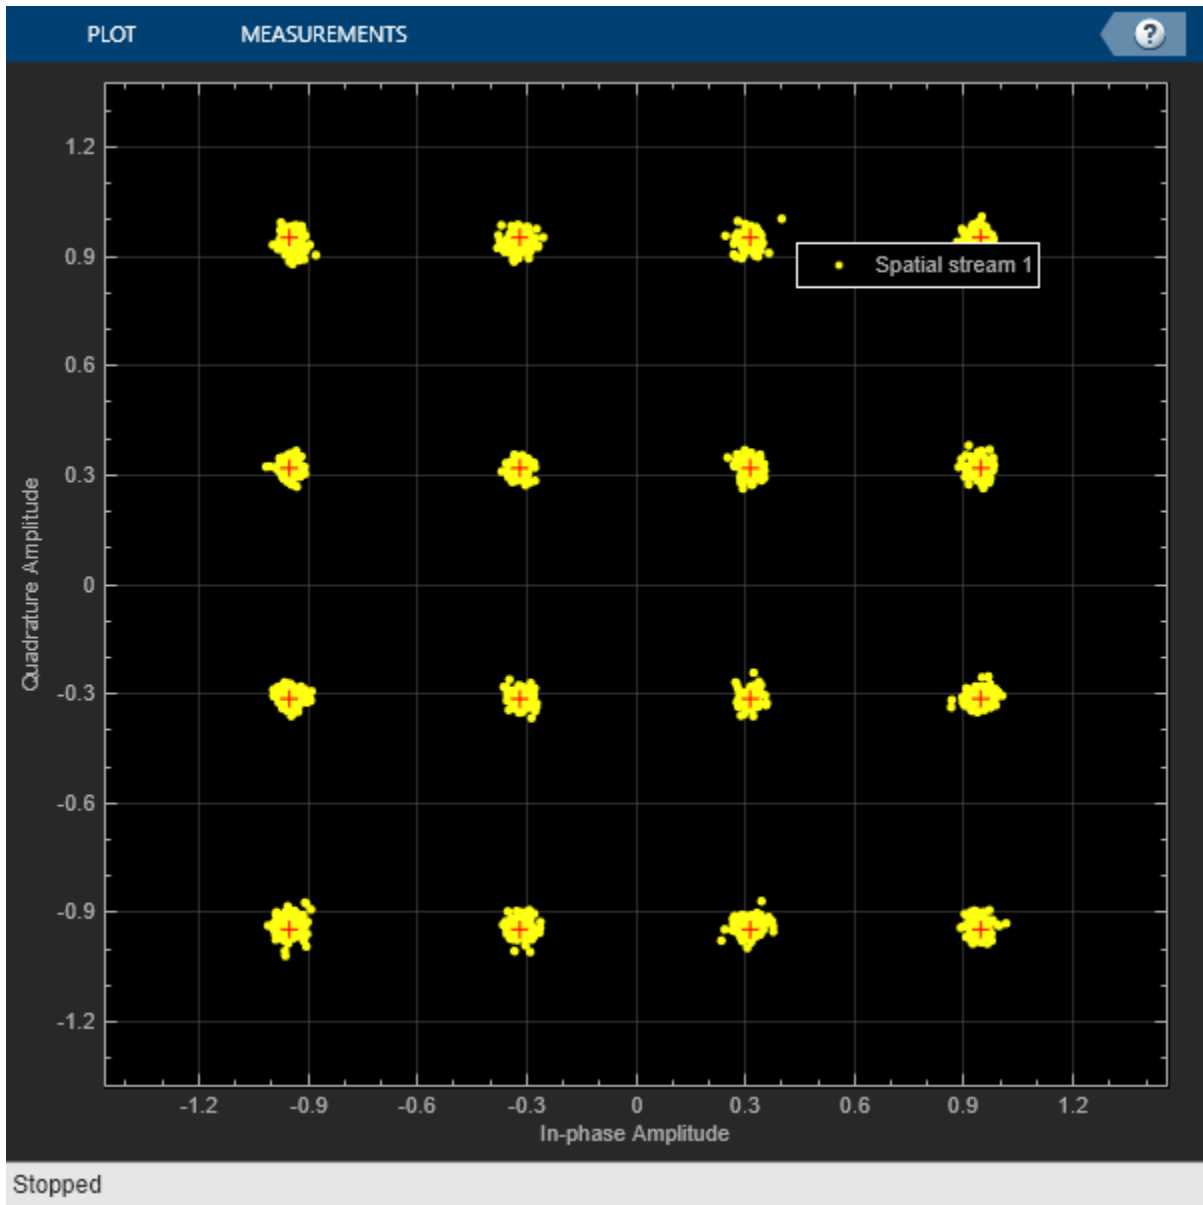 PLOT MEASUREMENTS ?
1.2
0.9
Spatial stream 1
0.6
0.3
Quadrature Amplitude
0
-0.3
-0.6
-0.9
-1.2
-1.2 -0.9 -0.6 -0.3 0 0.3 0.6 0.9 1.2
In-phase Amplitude
Stopped